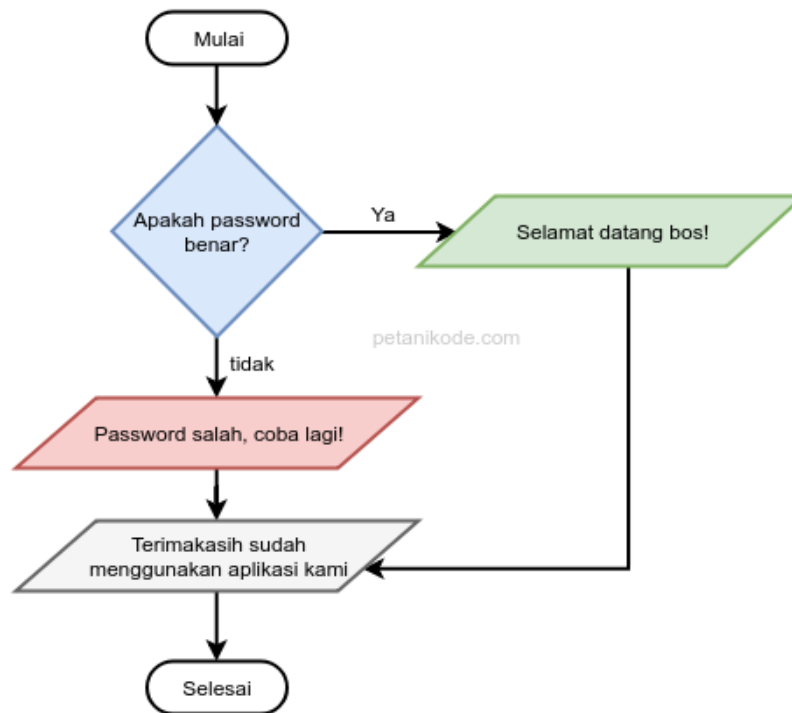 Mulai
Apakah password
benar?
Ya
Selamat datang bos!
petanikode.com
tidak
Password salah, coba lagi!
Terimakasih sudah
menggunakan aplikasi kami
Selesai